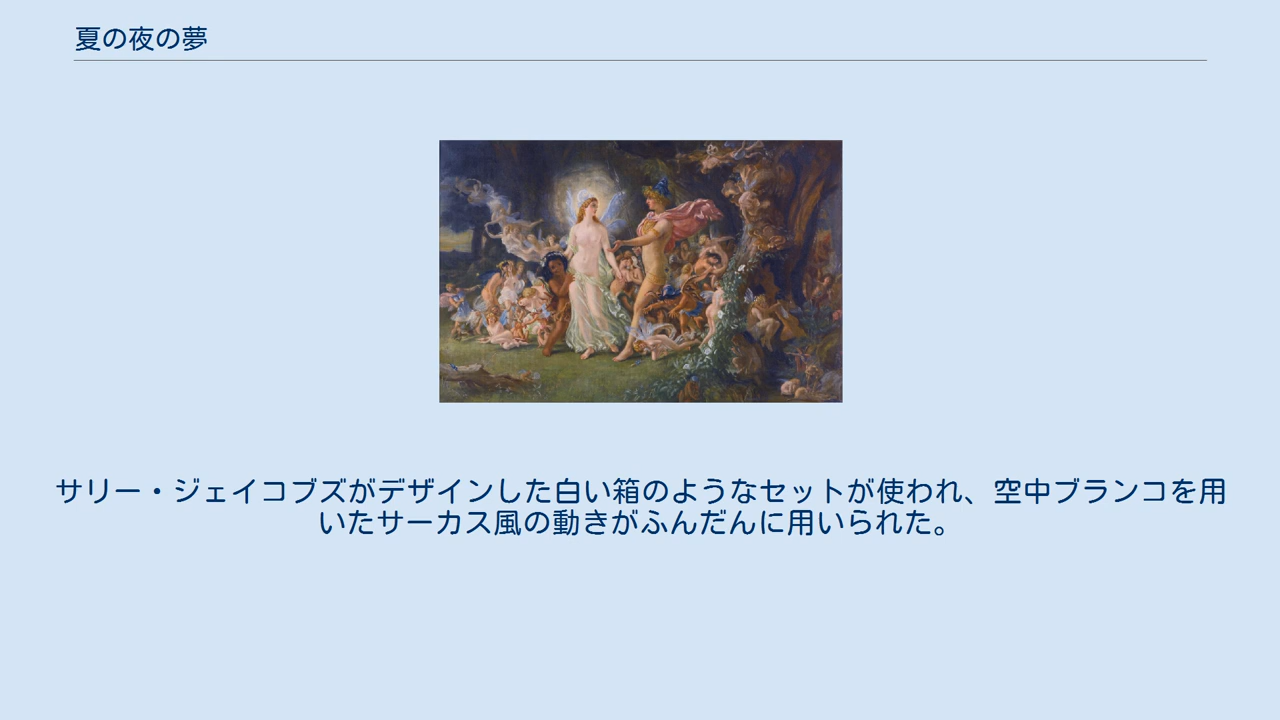 夏の夜の夢
サリー・ジェイコブズがデザインした白い箱のようなセットが使われ、空中ブランコを用
いたサーカス風の動きがふんだんに用いられた。